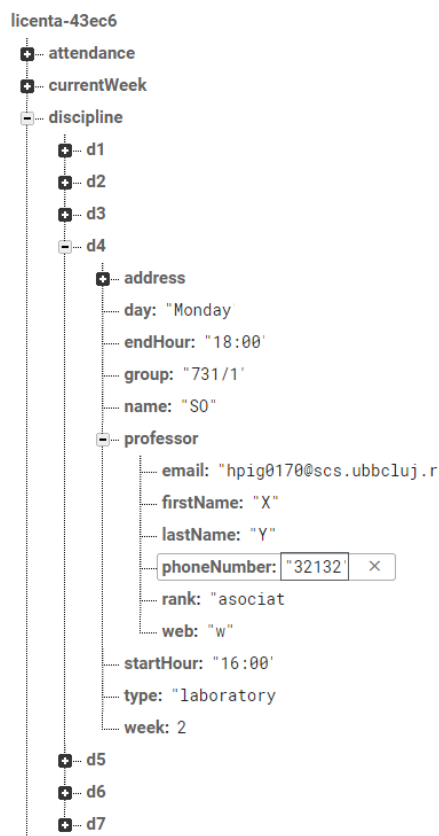 licenta-43ec6
attendance
currentWeek
discipline
d1
d2
d3
d4
address
day: "Monday'
endHour: "18:00'
group: "731/1'
name: "SO"
professor
email: "hpig0170@scs.ubbcluj.r
firstName: "X"
lastName: "Y"
phoneNumber: "32132' ×
rank: "asociat
web: "w"
startHour: "16:00'
type: "laboratory
week: 2
d5
d6
d7